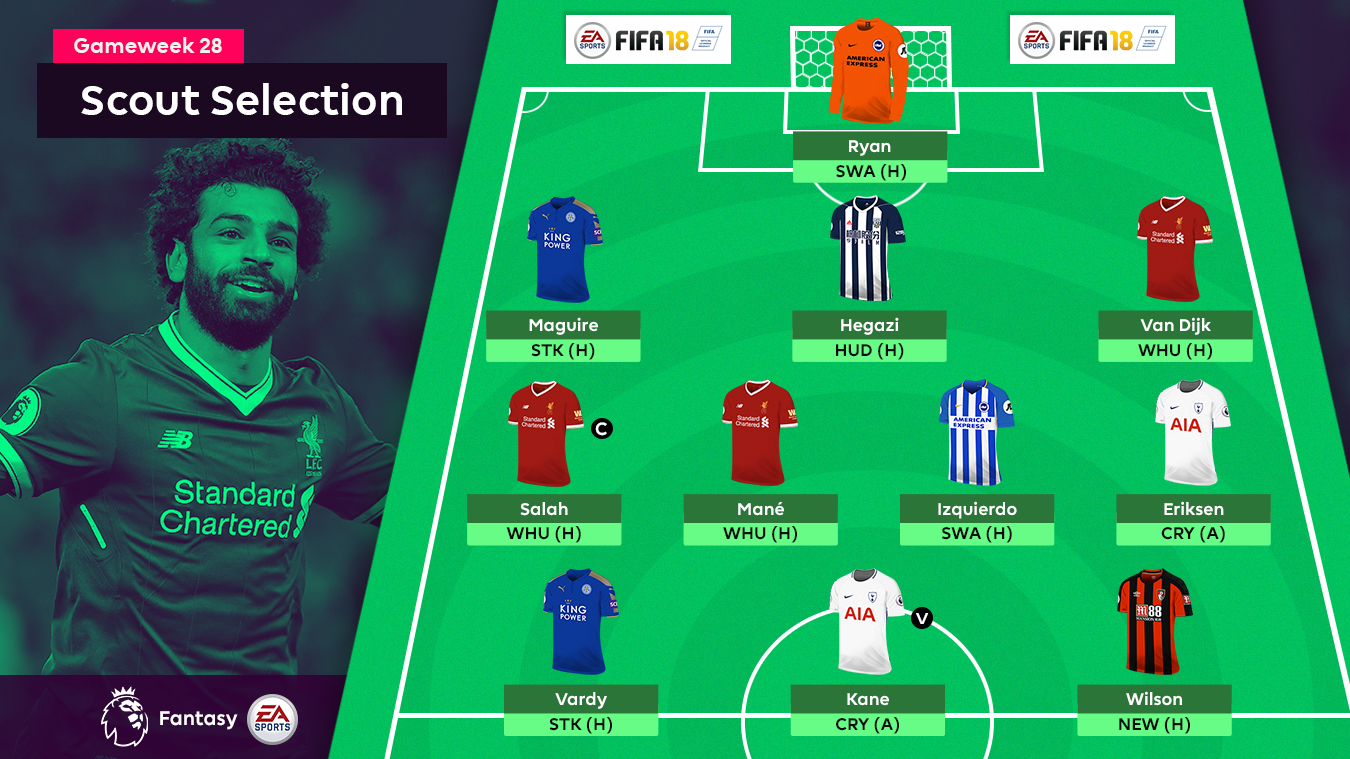 Gameweek 28
Scout Selection
EA SPORTS FIFA 18
EA SPORTS FIFA 18
AMERICAN EXPRESS
Ryan
SWA (H)
KING POWER
Maguire
STK (H)
Hegazi
HUD (H)
Standard Chartered
Van Dijk
WHU (H)
Standard Chartered
C
Salah
WHU (H)
Standard Chartered
Mané
WHU (H)
AMERICAN EXPRESS
Izquierdo
SWA (H)
AIA
Eriksen
CRY (A)
KING POWER
Vardy
STK (H)
AIA
V
Kane
CRY (A)
M88
Wilson
NEW (H)
L.F.C.
Standard
Chartered
Fantasy
EA SPORTS